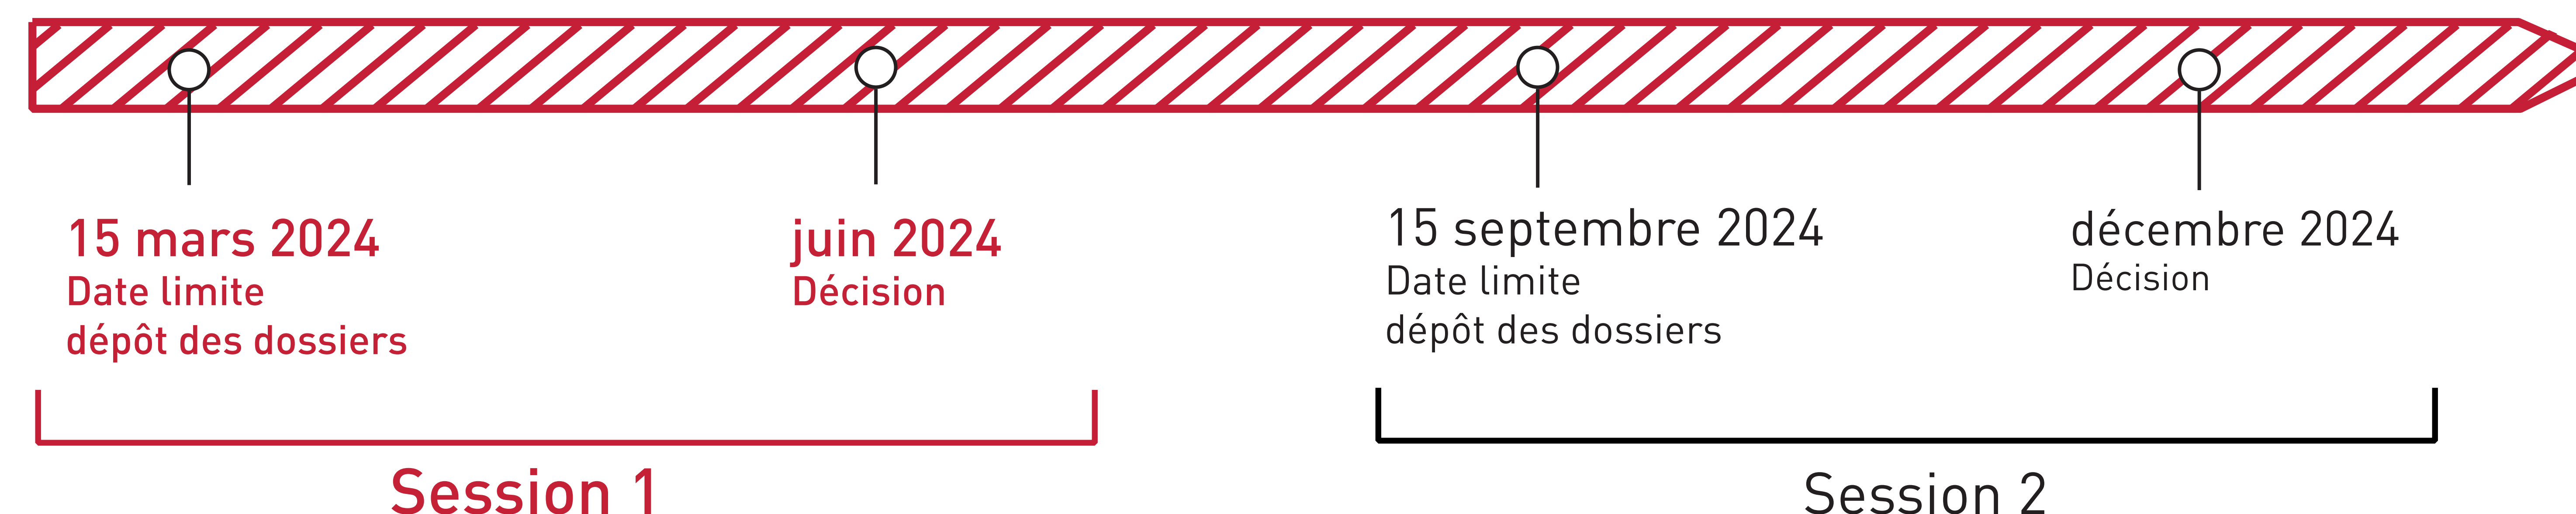 15 mars 2024
Date limite
dépôt des dossiers
juin 2024
Décision
Session 1
15 septembre 2024
Date limite
dépôt des dossiers
décembre 2024
Décision
Session 2